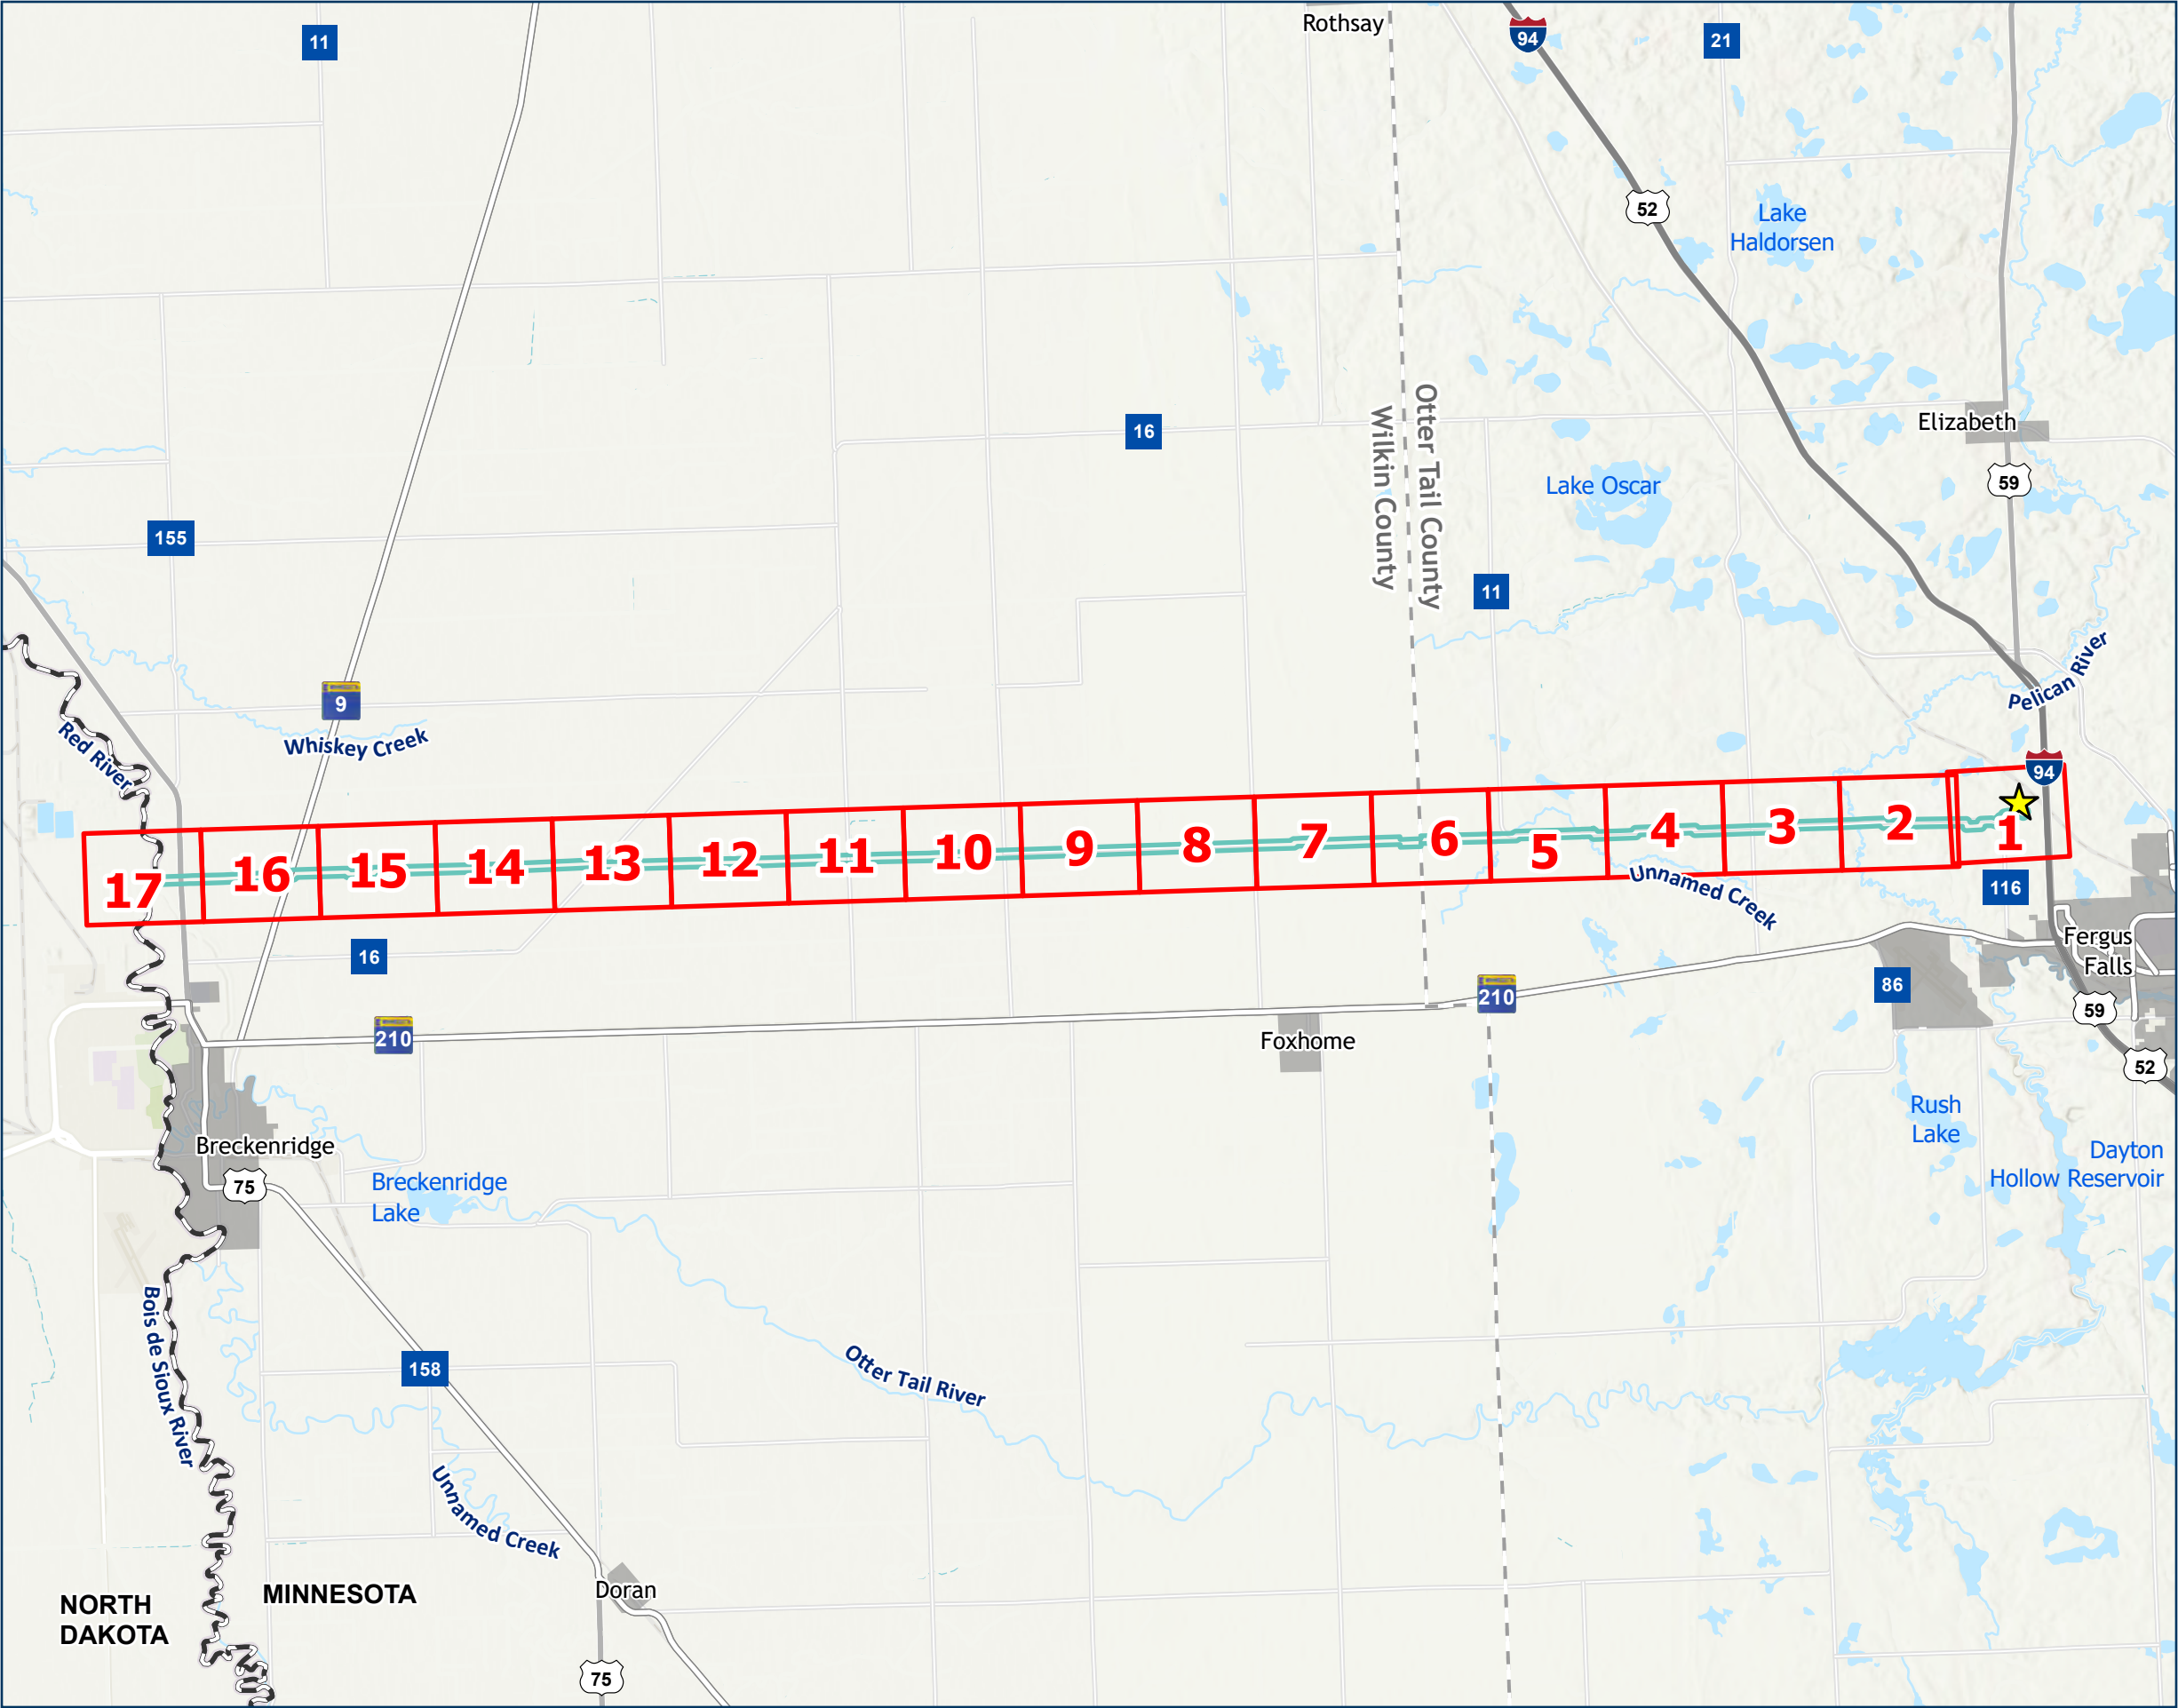 Rothsay
94
11
21
52
Lake
Haldorsen
Elizabeth
16
Wilkin County
Otter Tail County
59
Lake Oscar
155
11
Pelican River
9
Red River
Whiskey Creek
94
17
16
15
14
13
12
11
10
9
8
7
6
5
4
3
2
1
Unnamed Creek
116
16
Fergus
Falls
86
210
59
210
Foxhome
52
Breckenridge
75
Breckenridge
Lake
Rush
Lake
Dayton
Hollow Reservoir
Bois de Sioux River
158
Otter Tail River
Unnamed Creek
Doran
MINNESOTA
NORTH
DAKOTA
75